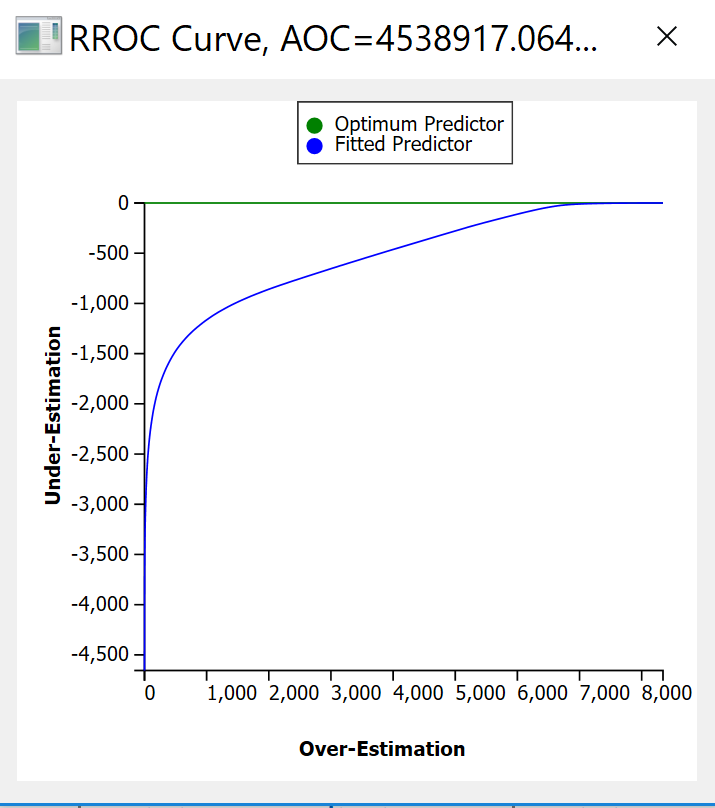 RROC Curve, AOC=4538917.064...
Optimum Predictor
Fitted Predictor
0
-500
-1,000
-1,500
-2,000
-2,500
-3,000
-3,500
-4,000
-4,500
Under-Estimation
0 1,000 2,000 3,000 4,000 5,000 6,000 7,000 8,000
Over-Estimation